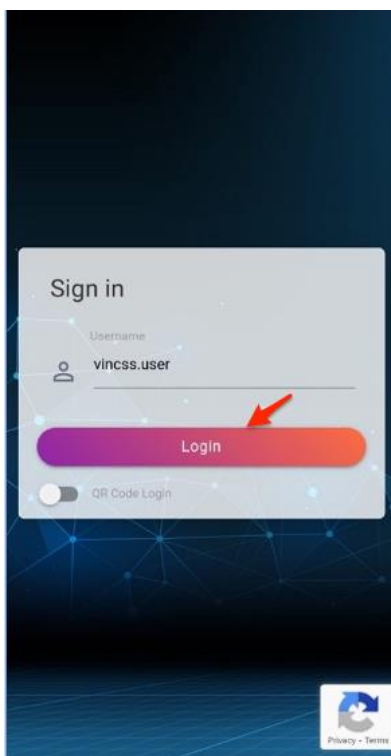 Sign in
Username
vincss.user
Login
QR Code Login
Privacy - Terms